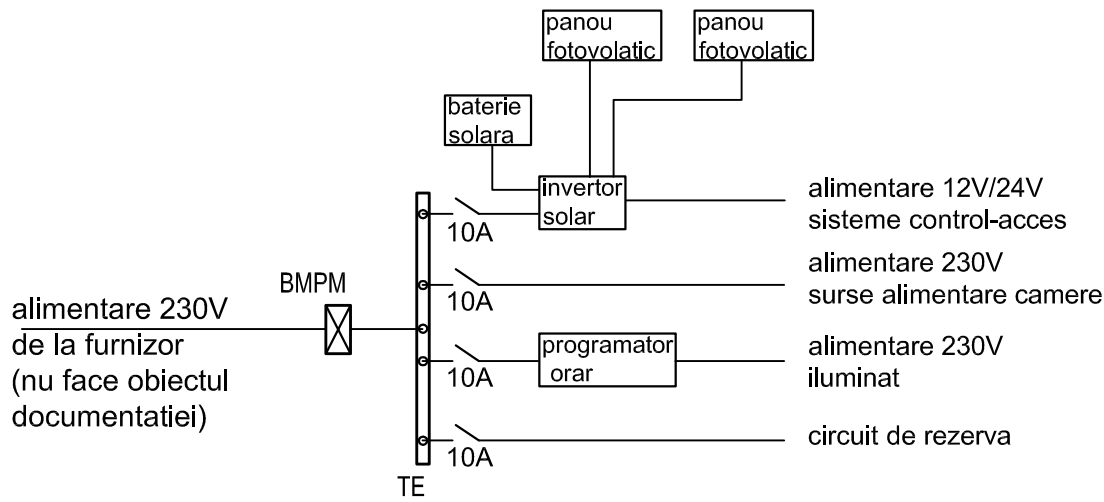 panou
fotovolatic
panou
fotovolatic
baterie
solara
invertor
solar
alimentare 12V/24V
sisteme control-acces
10A
alimentare 230V
surse alimentare camere
10A
BMPM
alimentare 230V
de la furnizor
(nu face obiectul
documentatiei)
programator
orar
alimentare 230V
iluminat
10A
circuit de rezerva
10A
TE